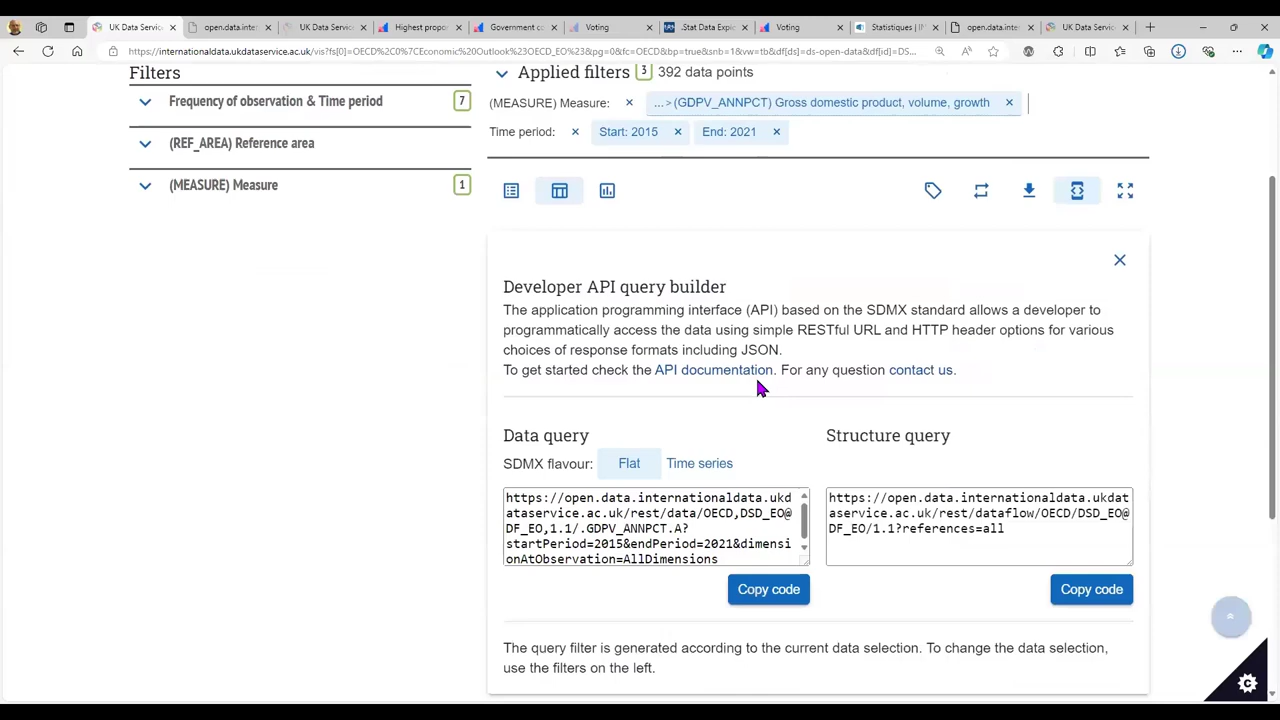 UK Data Servic
open.data.inter
UK Data Servic
Highest propo
Government c
Voting
Stat Data Explo
Voting
Statistiques | IM
open.data.inte
UK Data Servic
https://internationaldata.ukdataservice.ac.uk/vis?fs[0]=OECD%2C0%7CEconomic%20Outlook%23OECD_EO%23&pg=0&fc=OECD&bp=true&snb=1&vw=tb&df[ds]=ds-open-data&df[id]=DS...
Filters
Applied filters 3 392 data points
Frequency of observation & Time period 7
(MEASURE) Measure: ...> (GDPV_ANNPCT) Gross domestic product, volume, growth
Time period: Start: 2015 End: 2021
(REF_AREA) Reference area
(MEASURE) Measure 1
Developer API query builder
The application programming interface (API) based on the SDMX standard allows a developer to
programmatically access the data using simple RESTful URL and HTTP header options for various
choices of response formats including JSON.
To get started check the API documentation. For any question contact us.
Data query
SDMX flavour: Flat Time series
https://open.data.internationaldata.ukd
ataservice.ac.uk/rest/data/OECD,DSD_EO@
DF_EO,1.1/.GDPV_ANNPCT.A?
startPeriod=2015&endPeriod=2021&dimensi
onAtObservation=AllDimensions
Copy code
Structure query
https://open.data.internationaldata.ukdat
aservice.ac.uk/rest/dataflow/OECD/DSD_EO@
DF_EO/1.1?references=all
Copy code
The query filter is generated according to the current data selection. To change the data selection,
use the filters on the left.